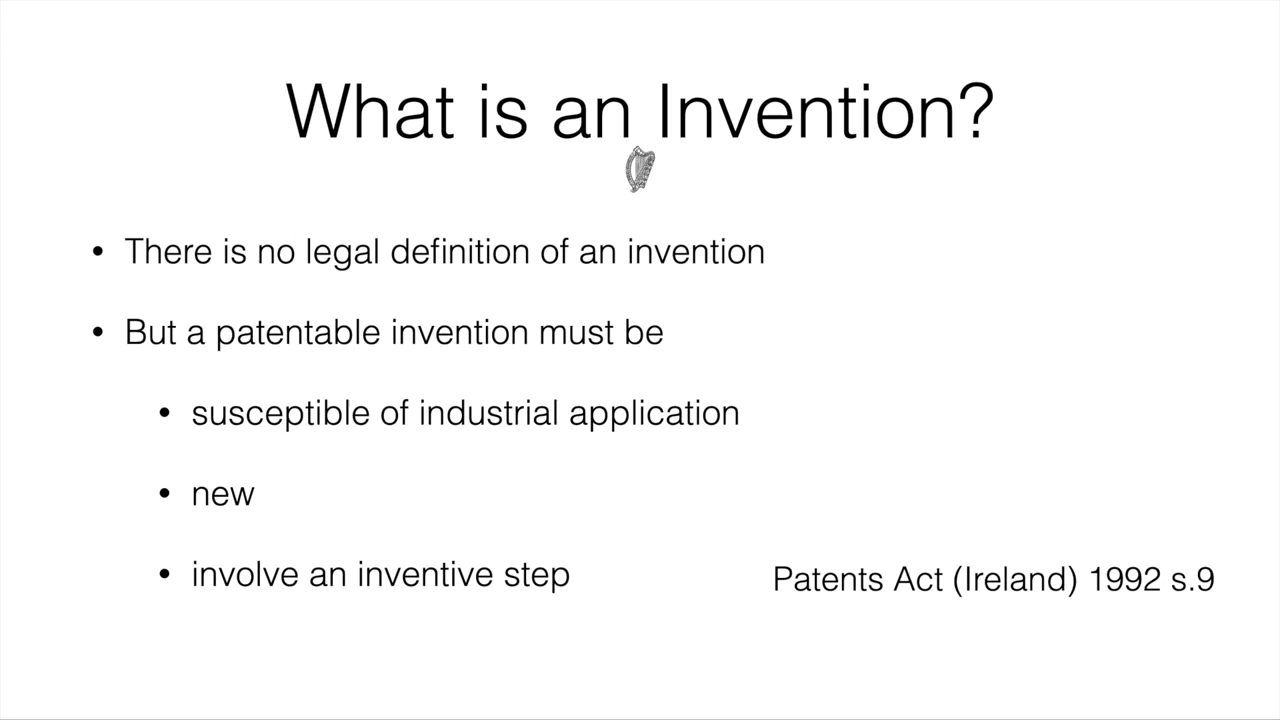 What is an Invention?
• There is no legal definition of an invention
• But a patentable invention must be
• susceptible of industrial application
• new
• involve an inventive step
Patents Act (Ireland) 1992 s.9